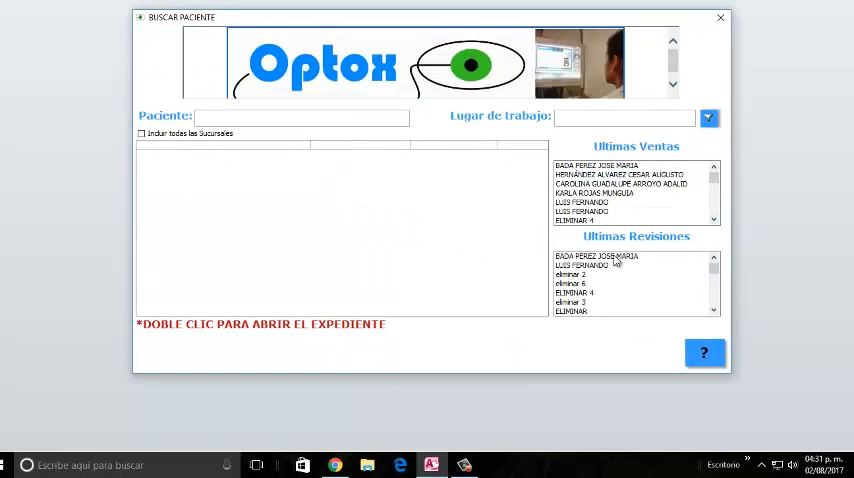 BUSCAR PACIENTE
Optox
Paciente:
Lugar de trabajo:
Incluir todas las Sucursales
Ultimas Ventas
BADA PEREZ JOSE MARIA
HERNÁNDEZ ALVAREZ CESAR AUGUSTO
CAROLINA GUADALUPE ARROYO ADALID
KARLA ROJAS MUNGUIA
LUIS FERNANDO
LUIS FERNANDO
ELIMINAR 4
Ultimas Revisiones
BADA PEREZ JOSE MARIA
LUIS FERNANDO
eliminar 2
eliminar 6
ELIMINAR 4
eliminar 3
ELIMINAR
*DOBLE CLIC PARA ABRIR EL EXPEDIENTE
?
Escribe aquí para buscar
Escritorio
04:31 p. m.
02/08/2017